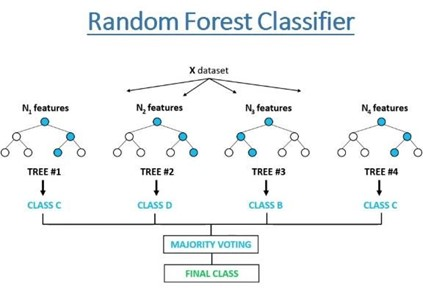 Random Forest Classifier
X dataset
N₁ features N₂ features N₃ features N₄ features
TREE #1 TREE #2 TREE #3 TREE #4
CLASS C CLASS D CLASS B CLASS C
MAJORITY VOTING
FINAL CLASS